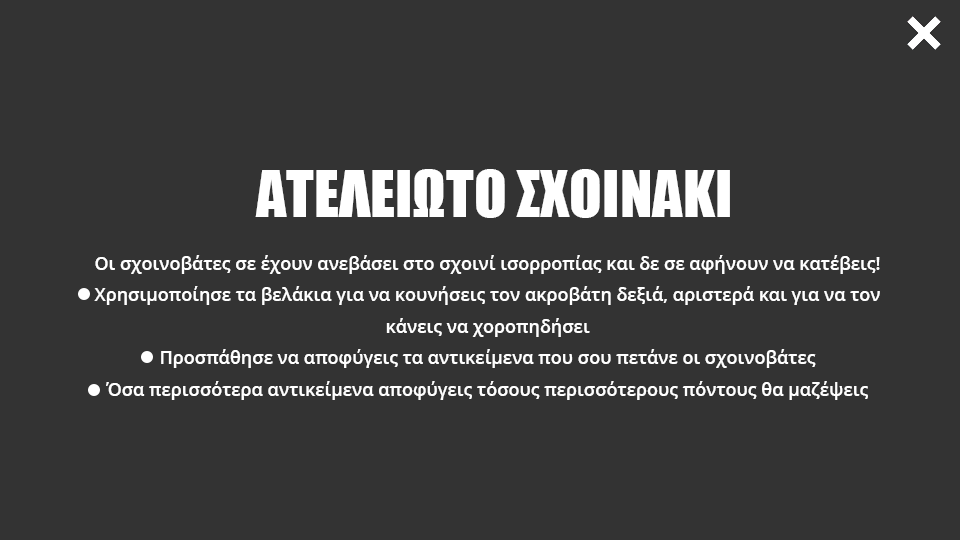 ΑΤΕΛΕΙΩΤΟ ΣΧΟΙΝΑΚΙ
Οι σχοινοβάτες σε έχουν ανεβάσει στο σχοινί ισορροπίας και δε σε αφήνουν να κατέβεις!
● Χρησιμοποίησε τα βελάκια για να κουνήσεις τον ακροβάτη δεξιά, αριστερά και για να τον
κάνεις να χοροπηδήσει
● Προσπάθησε να αποφύγεις τα αντικείμενα που σου πετάνε οι σχοινοβάτες
● Όσα περισσότερα αντικείμενα αποφύγεις τόσους περισσότερους πόντους θα μαζέψεις